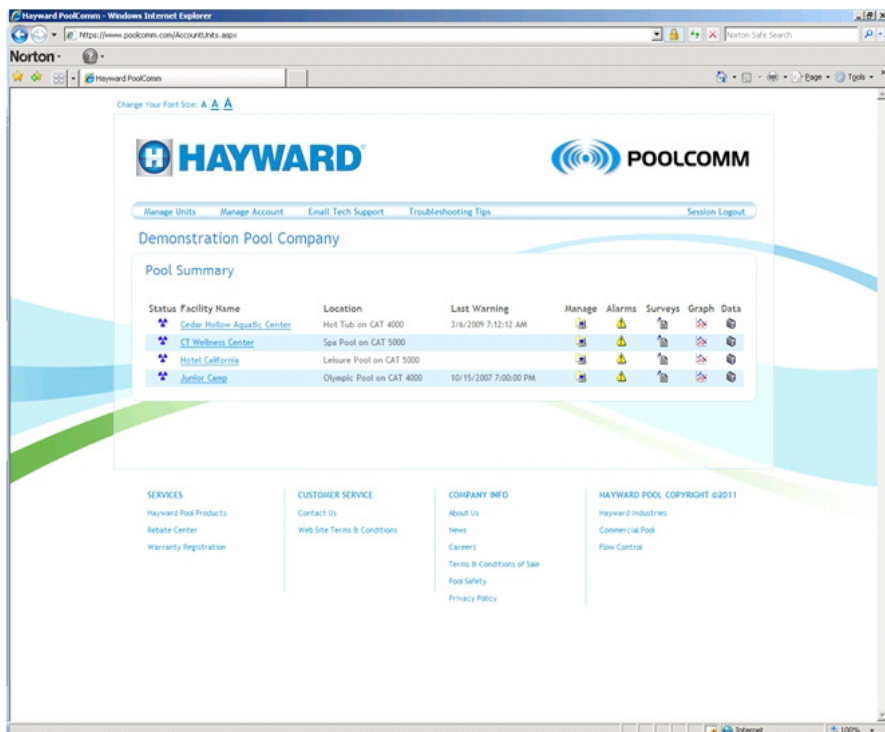 Hayward PoolComm - Windows Internet Explorer
https://www.poolcomm.com/AccountUnits.aspx
Norton Safe Search
Norton
Hayward PoolComm
Page
Tools
Change Your Font Size: A A A
H HAYWARD
POOLCOMM
Manage Units Manage Account Email Tech Support Troubleshooting Tips Session Logout
Demonstration Pool Company
Pool Summary
Status Facility Name Location Last Warning Manage Alarms Surveys Graph Data
Cedar Hollow Aquatic Center Hot Tub on CAT 4000 3/6/2009 7:12:12 AM
CT Wellness Center Spa Pool on CAT 5000
Hotel California Leisure Pool on CAT 5000
Junior Camp Olympic Pool on CAT 4000 10/15/2007 7:00:00 PM
SERVICES CUSTOMER SERVICE COMPANY INFO HAYWARD POOL COPYRIGHT ©2011
Hayward Pool Products Contact Us About Us Hayward Industries
Rebate Center Web Site Terms & Conditions News Commercial Pool
Warranty Registration Careers Flow Control
Terms & Conditions of Sale
Pool Safety
Privacy Policy
Internet 100%